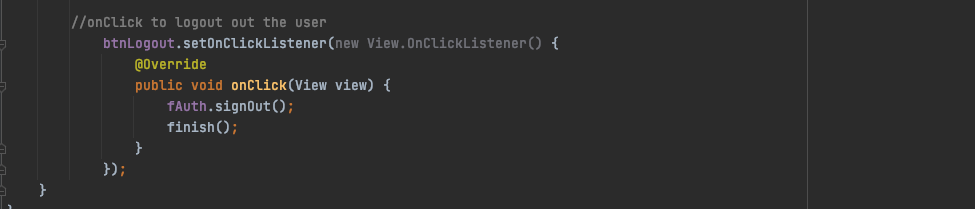 //onClick to logout out the user
btnLogout.setOnClickListener(new View.OnClickListener() {
@Override
public void onClick(View view) {
fAuth.signOut();
finish();
}
});
}